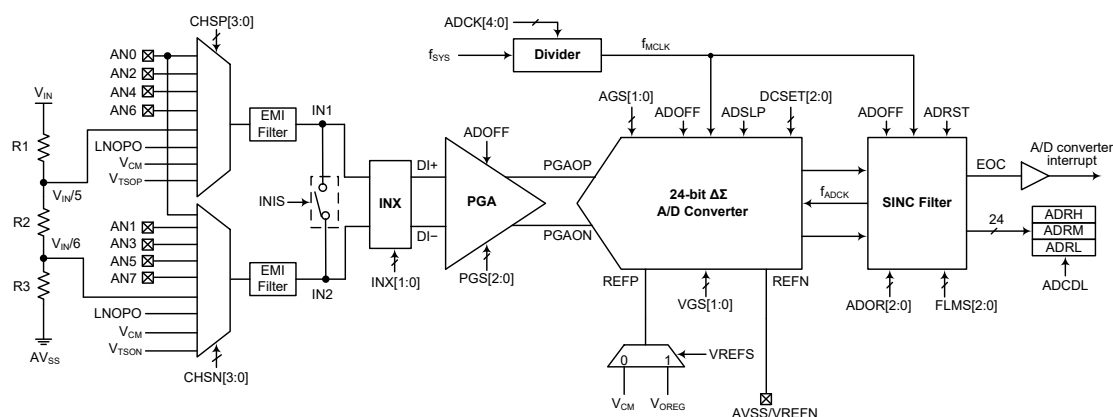 CHSP[3:0]
AN0
AN2
AN4
AN6
LNOPO
VCM
VTSOP
VIN
R1
VIN/5
R2
VIN/6
R3
AVSS
AN1
AN3
AN5
AN7
LNOPO
VCM
VTSON
CHSN[3:0]
EMI
Filter
IN1
INIS
EMI
Filter
IN2
INX
INX[1:0]
DI+
DI−
ADOFF
PGA
PGS[2:0]
PGAOP
PGAON
ADCK[4:0]
fSYS
Divider
fMCLK
AGS[1:0]
ADOFF
ADSLP
DCSET[2:0]
24-bit ΔΣ
A/D Converter
REFP
REFN
VGS[1:0]
0
1
VREFS
VCM
VOREG
AVSS/VREFN
fADCK
ADOFF
ADRST
SINC Filter
ADOR[2:0]
FLMS[2:0]
EOC
A/D converter
interrupt
24
ADRH
ADRM
ADRL
ADCDL